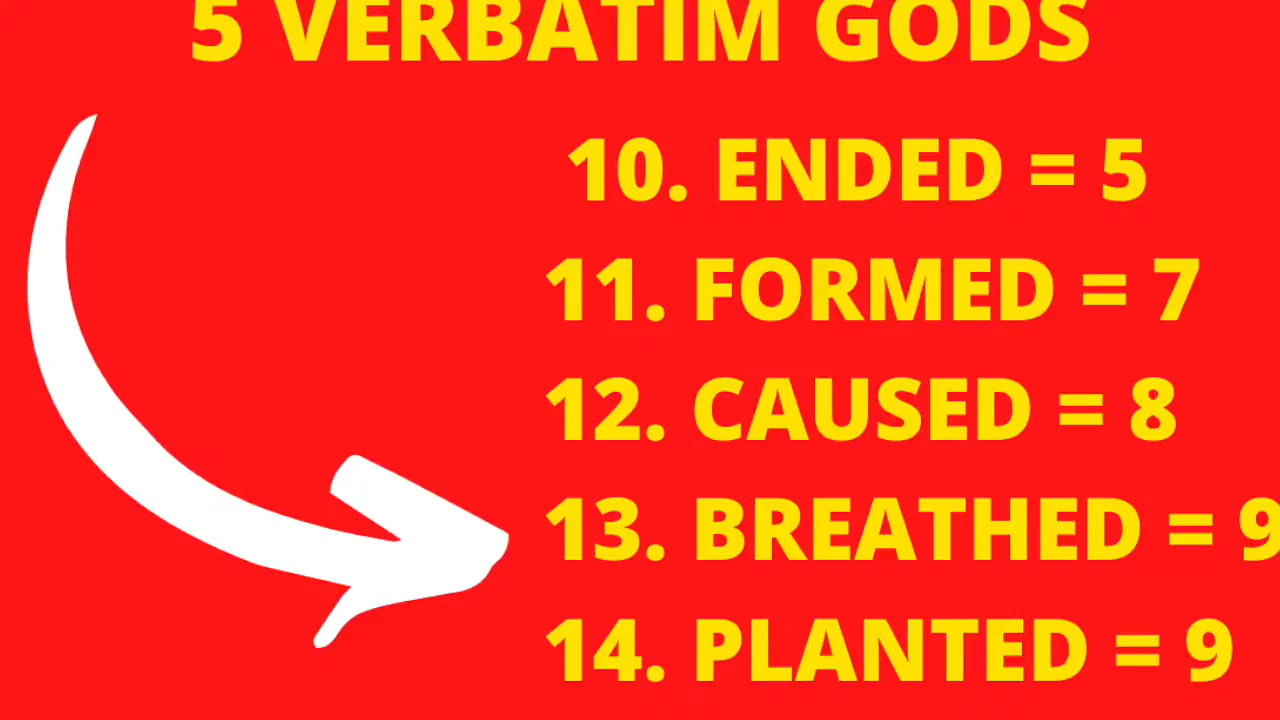 5 VERBATIM GODS
10. ENDED = 5
11. FORMED = 7
12. CAUSED = 8
13. BREATHED = 9
14. PLANTED = 9